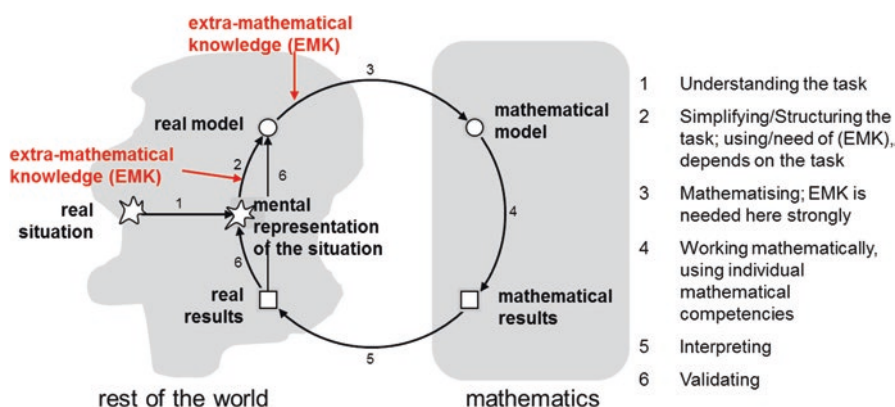 extra-mathematical
knowledge (EMK)
3
real model
mathematical
model
extra-mathematical
knowledge (EMK)
2
6
real
situation
1
mental
representation
of the situation
4
6
real
results
mathematical
results
5
rest of the world
mathematics
1 Understanding the task
2 Simplifying/Structuring the
task; using/need of (EMK),
depends on the task
3 Mathematising; EMK is
needed here strongly
4 Working mathematically,
using individual
mathematical
competencies
5 Interpreting
6 Validating